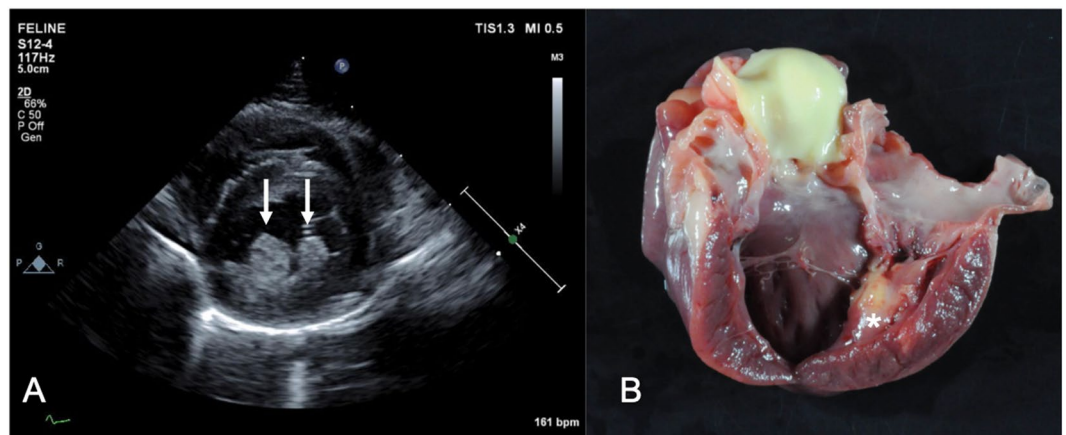 FELINE
S12-4
117Hz
5.0cm
2D
66%
C 50
P Off
Gen
TIS1.3 MI 0.5
M3
P
G
P R
X4
161 bpm
A
*
B